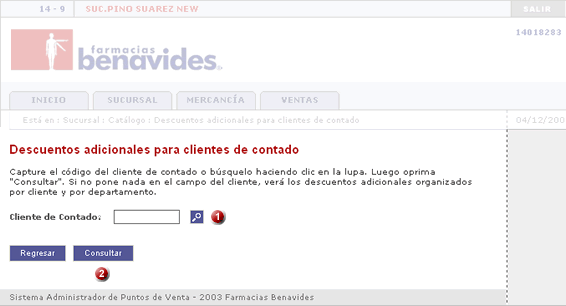 14 - 9 SUC.PINO SUAREZ NEW SALIR
14018283
farmacias
benavides
INICIO SUCURSAL MERCANCÍA VENTAS
Está en : Sucursal : Catálogo : Descuentos adicionales para clientes de contado 04/12/200
Descuentos adicionales para clientes de contado
Capture el código del cliente de contado o búsquelo haciendo clic en la lupa. Luego oprima
"Consultar". Si no pone nada en el campo del cliente, verá los descuentos adicionales organizados
por cliente y por departamento.
Cliente de Contado: 1
Regresar Consultar
2
Sistema Administrador de Puntos de Venta - 2003 Farmacias Benavides